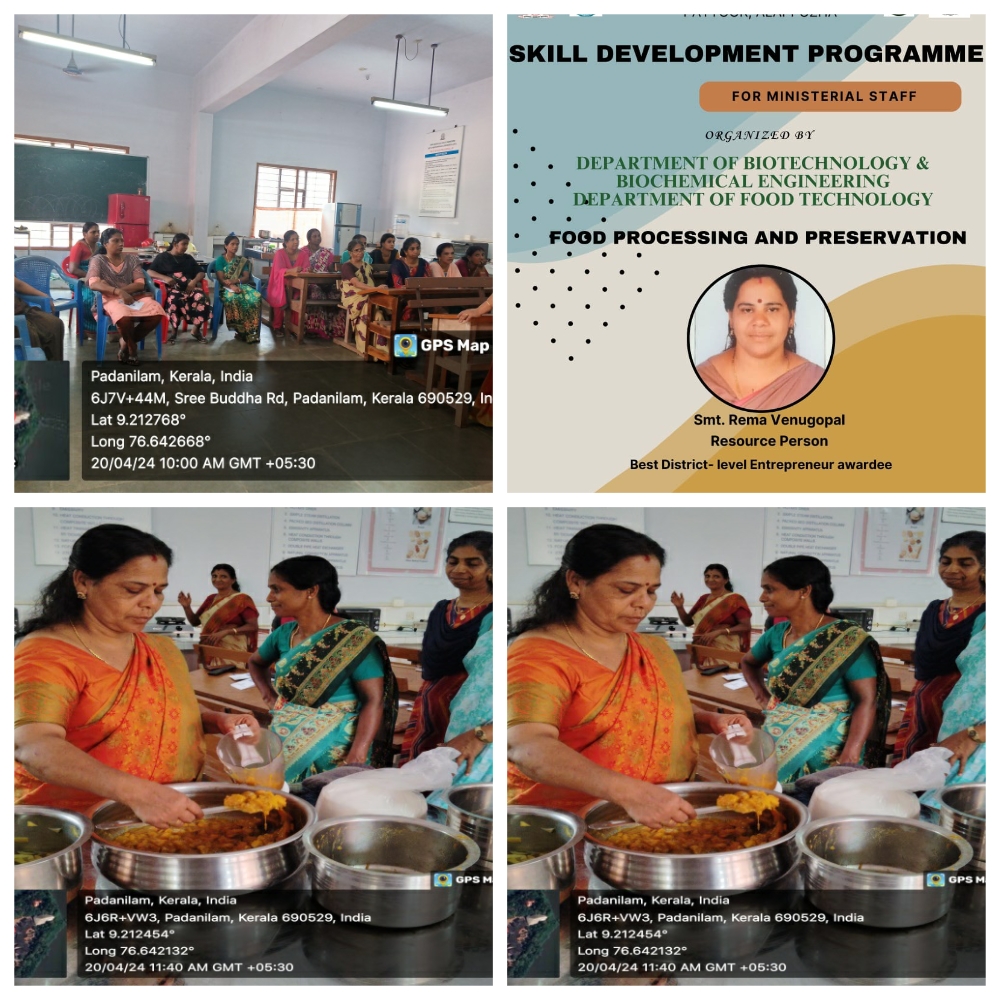 GPS Map
Padanilam, Kerala, India
6J7V+44M, Sree Buddha Rd, Padanilam, Kerala 690529, In
Lat 9.212768°
Long 76.642668°
20/04/24 10:00 AM GMT +05:30
SKILL DEVELOPMENT PROGRAMME
FOR MINISTERIAL STAFF
ORGANIZED BY
DEPARTMENT OF BIOTECHNOLOGY &
BIOCHEMICAL ENGINEERING
DEPARTMENT OF FOOD TECHNOLOGY
FOOD PROCESSING AND PRESERVATION
Smt. Rema Venugopal
Resource Person
Best District- level Entrepreneur awardee
GPS M
Padanilam, Kerala, India
6J6R+VW3, Padanilam, Kerala 690529, India
Lat 9.212454°
Long 76.642132°
20/04/24 11:40 AM GMT +05:30
GPS M
Padanilam, Kerala, India
6J6R+VW3, Padanilam, Kerala 690529, India
Lat 9.212454°
Long 76.642132°
20/04/24 11:40 AM GMT +05:30